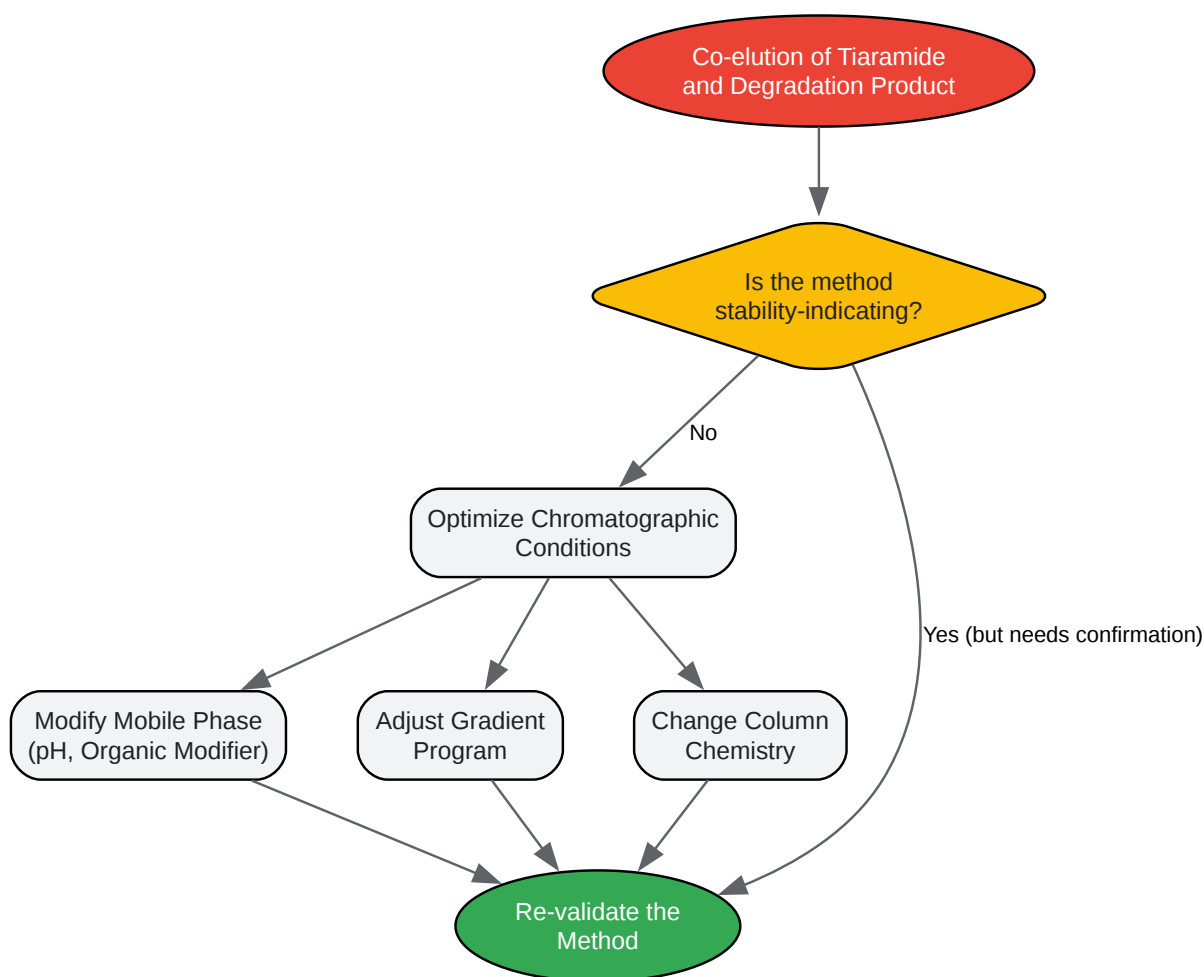 Co-elution of Tiaramide
and Degradation Product
Is the method
stability-indicating?
No
Optimize Chromatographic
Conditions
Yes (but needs confirmation)
Modify Mobile Phase
(pH, Organic Modifier)
Adjust Gradient
Program
Change Column
Chemistry
Re-validate the
Method